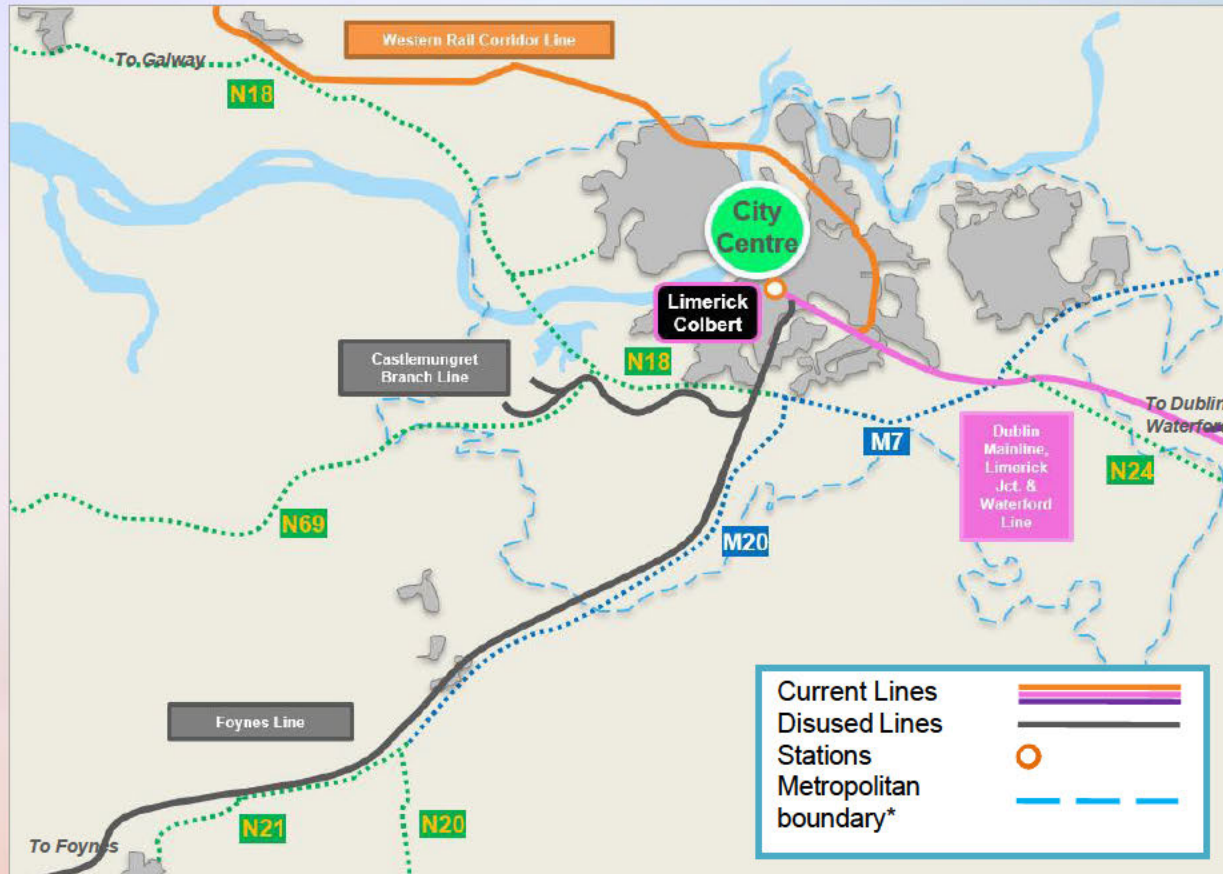 Western Rail Corridor Line
To Galway
N18
City
Centre
Limerick
Colbert
Castlemungret
Branch Line
N18
To Dublin
Waterford
M7
Dublin
Mainline,
Limerick
Jct. &
Waterford
Line
N24
N69
M20
Foynes Line
N21
N20
To Foynes
Current Lines
Disused Lines
Stations
Metropolitan
boundary*